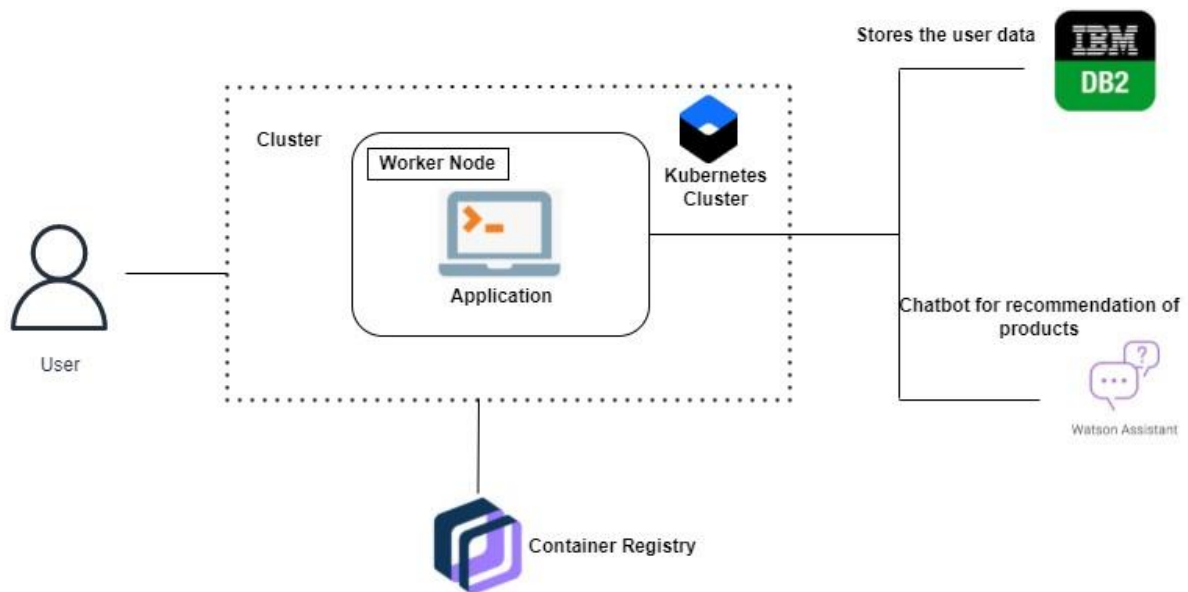 Stores the user data
IBM
DB2
Cluster
Worker Node
Kubernetes
Cluster
Application
User
Chatbot for recommendation of
products
?
Watson Assistant
Container Registry